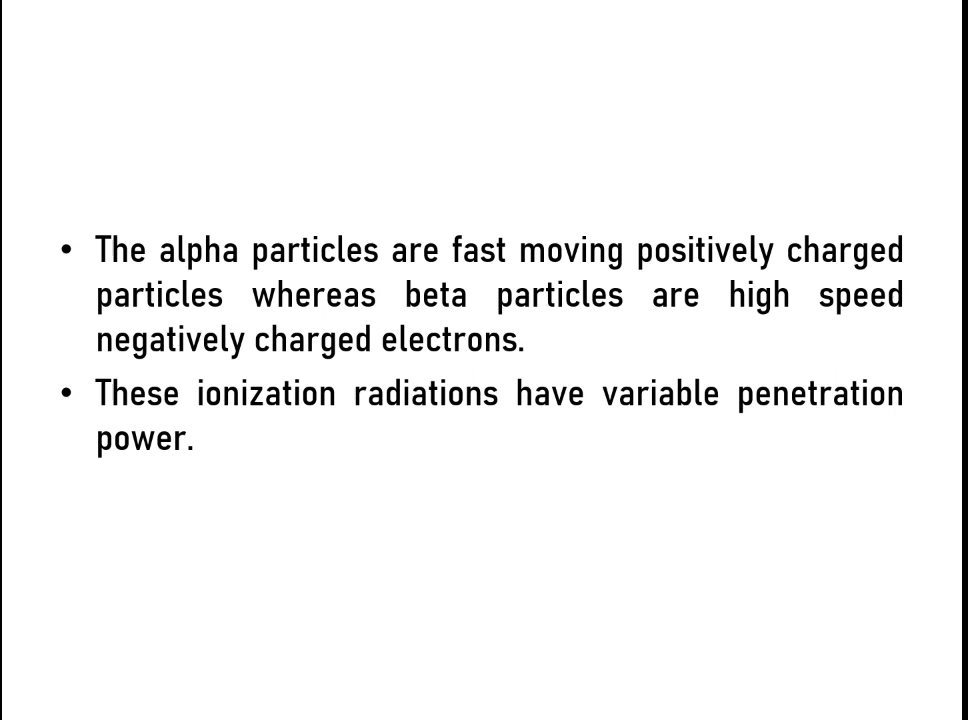 • The alpha particles are fast moving positively charged
particles whereas beta particles are high speed
negatively charged electrons.
• These ionization radiations have variable penetration
power.